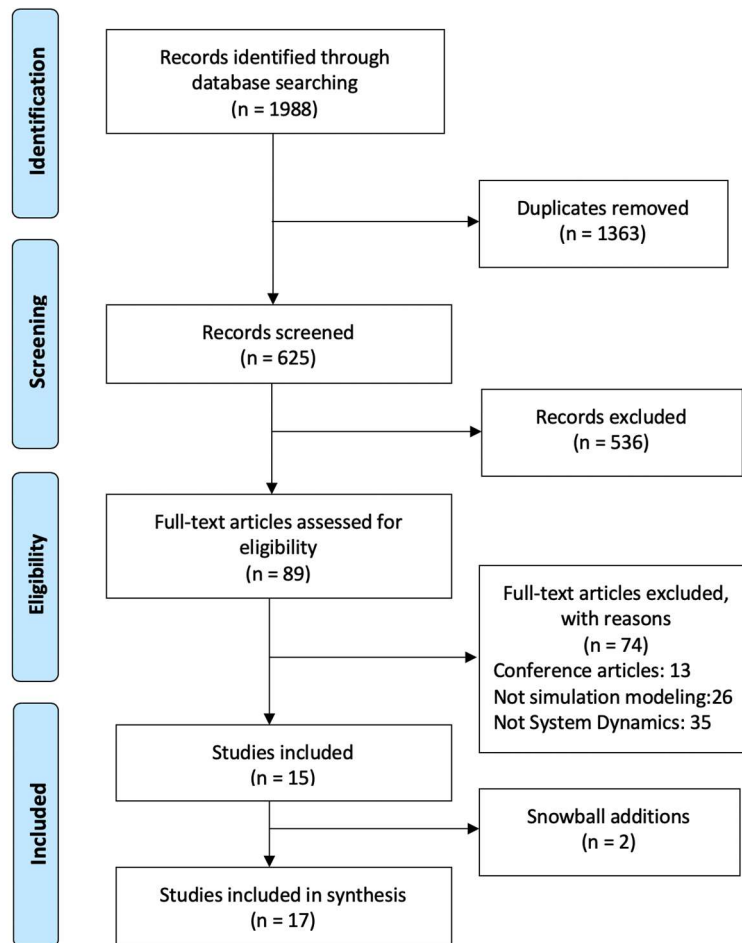 Identification
Records identified through
database searching
(n = 1988)
Duplicates removed
(n = 1363)
Screening
Records screened
(n = 625)
Records excluded
(n = 536)
Eligibility
Full-text articles assessed for
eligibility
(n = 89)
Full-text articles excluded,
with reasons
(n = 74)
Conference articles: 13
Not simulation modeling:26
Not System Dynamics: 35
Included
Studies included
(n = 15)
Snowball additions
(n = 2)
Studies included in synthesis
(n = 17)